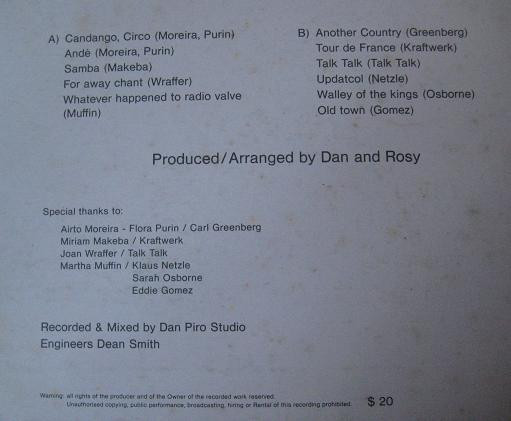 A) Candango, Circo (Moreira, Purin)
Andé (Moreira, Purin)
Samba (Makeba)
For away chant (Wraffer)
Whatever happened to radio valve
(Muffin)
B) Another Country (Greenberg)
Tour de France (Kraftwerk)
Talk Talk (Talk Talk)
Updatcol (Netzle)
Walley of the kings (Osborne)
Old town (Gomez)
Produced/Arranged by Dan and Rosy
Special thanks to:
Airto Moreira - Flora Purin / Carl Greenberg
Miriam Makeba / Kraftwerk
Joan Wraffer / Talk Talk
Martha Muffin / Klaus Netzle
Sarah Osborne
Eddie Gomez
Recorded & Mixed by Dan Piro Studio
Engineers Dean Smith
Warning: all rights of the producer and of the Owner of the recorded work reserved.
Unauthorised copying, public performance, broadcasting, hiring or Rental of this recording prohibited.
$ 20